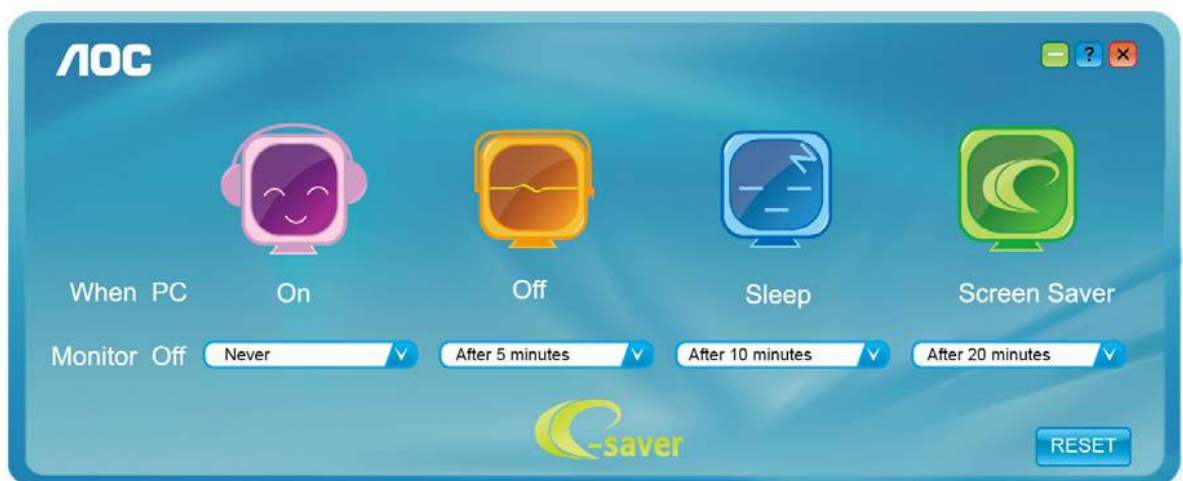 AOC
?
When PC On Off Sleep Screen Saver
Monitor Off Never After 5 minutes After 10 minutes After 20 minutes
e-saver
RESET